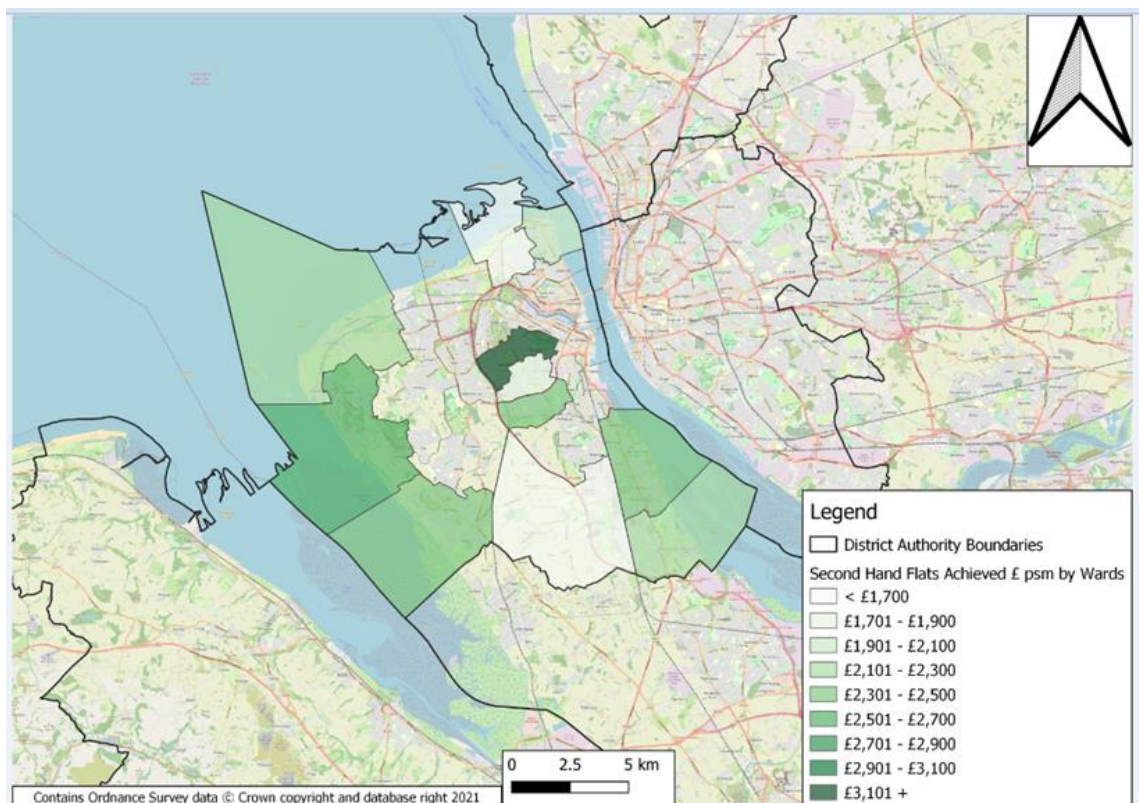 Legend
District Authority Boundaries
Second Hand Flats Achieved £ psm by Wards
< £1,700
£1,701 - £1,900
£1,901 - £2,100
£2,101 - £2,300
£2,301 - £2,500
£2,501 - £2,700
£2,701 - £2,900
£2,901 - £3,100
£3,101 +
0 2.5 5 km
Contains Ordnance Survey data © Crown copyright and database right 2021